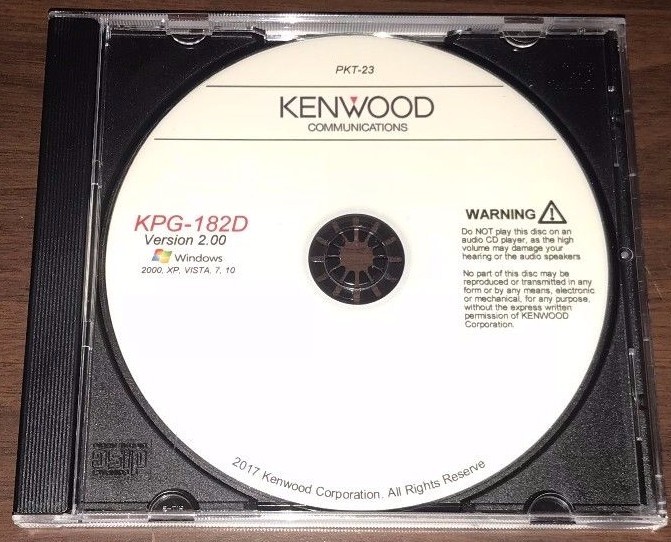 PKT-23
KENWOOD
COMMUNICATIONS
KPG-182D
Version 2.00
Windows
2000, XP, VISTA, 7, 10
WARNING
Do NOT play this disc on an
audio CD player, as the high
volume may damage your
hearing or the audio speakers
No part of this disc may be
reproduced or transmitted in any
form or by any means, electronic
or mechanical, for any purpose,
without the express written
permission of KENWOOD
Corporation.
2017 Kenwood Corporation. All Rights Reserve